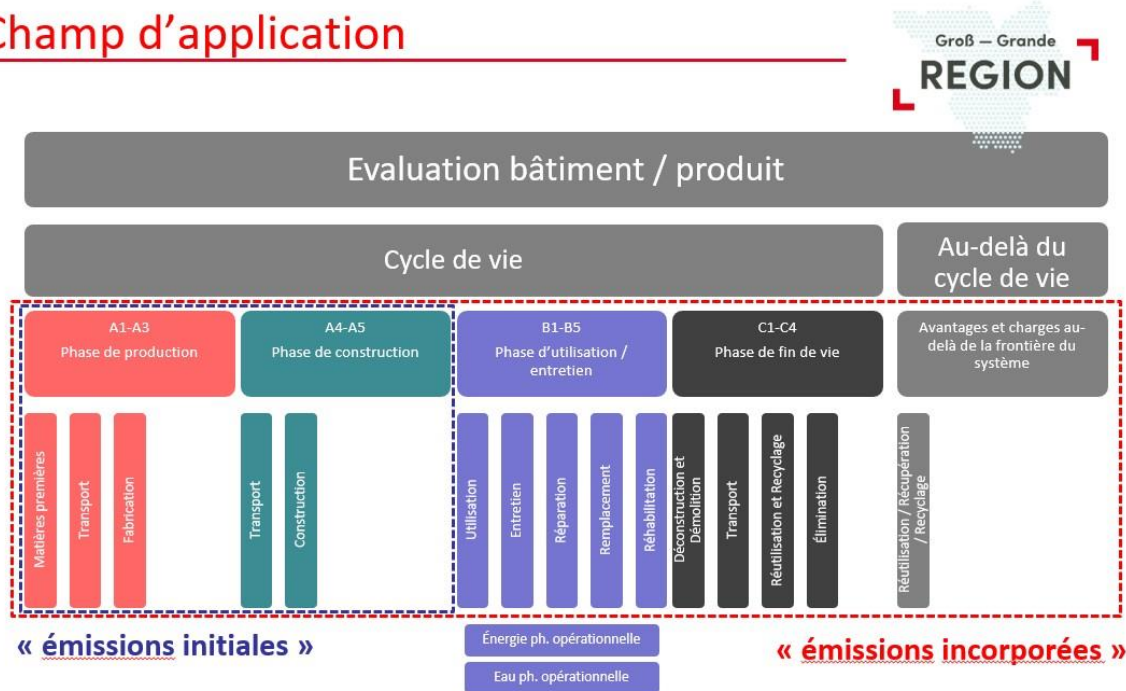 Champ d’application
Groß – Grande
REGION
Evaluation bâtiment / produit
Cycle de vie
Au-delà du
cycle de vie
A1-A3
Phase de production
A4-A5
Phase de construction
B1-B5
Phase d’utilisation /
entretien
C1-C4
Phase de fin de vie
Avantages et charges au-
delà de la frontière du
système
Matières premières
Transport
Fabrication
Transport
Construction
Utilisation
Entretien
Réparation
Remplacement
Réhabilitation
Déconstruction et
Démolition
Transport
Réutilisation et Recyclage
Élimination
Réutilisation / Récupération
/ Recyclage
« émissions initiales »
Énergie ph. opérationnelle
Eau ph. opérationnelle
« émissions incorporées »